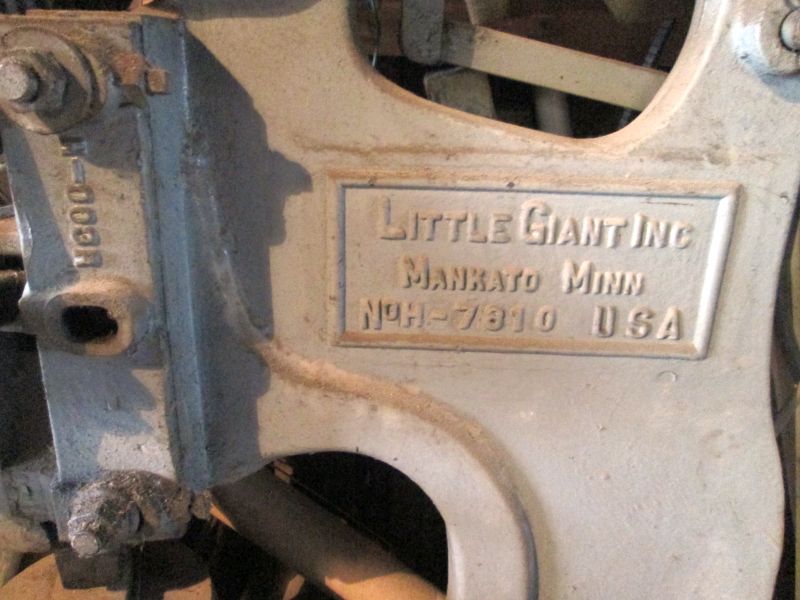 LITTLE GIANT INC
MANKATO MINN
No H-7810 USA